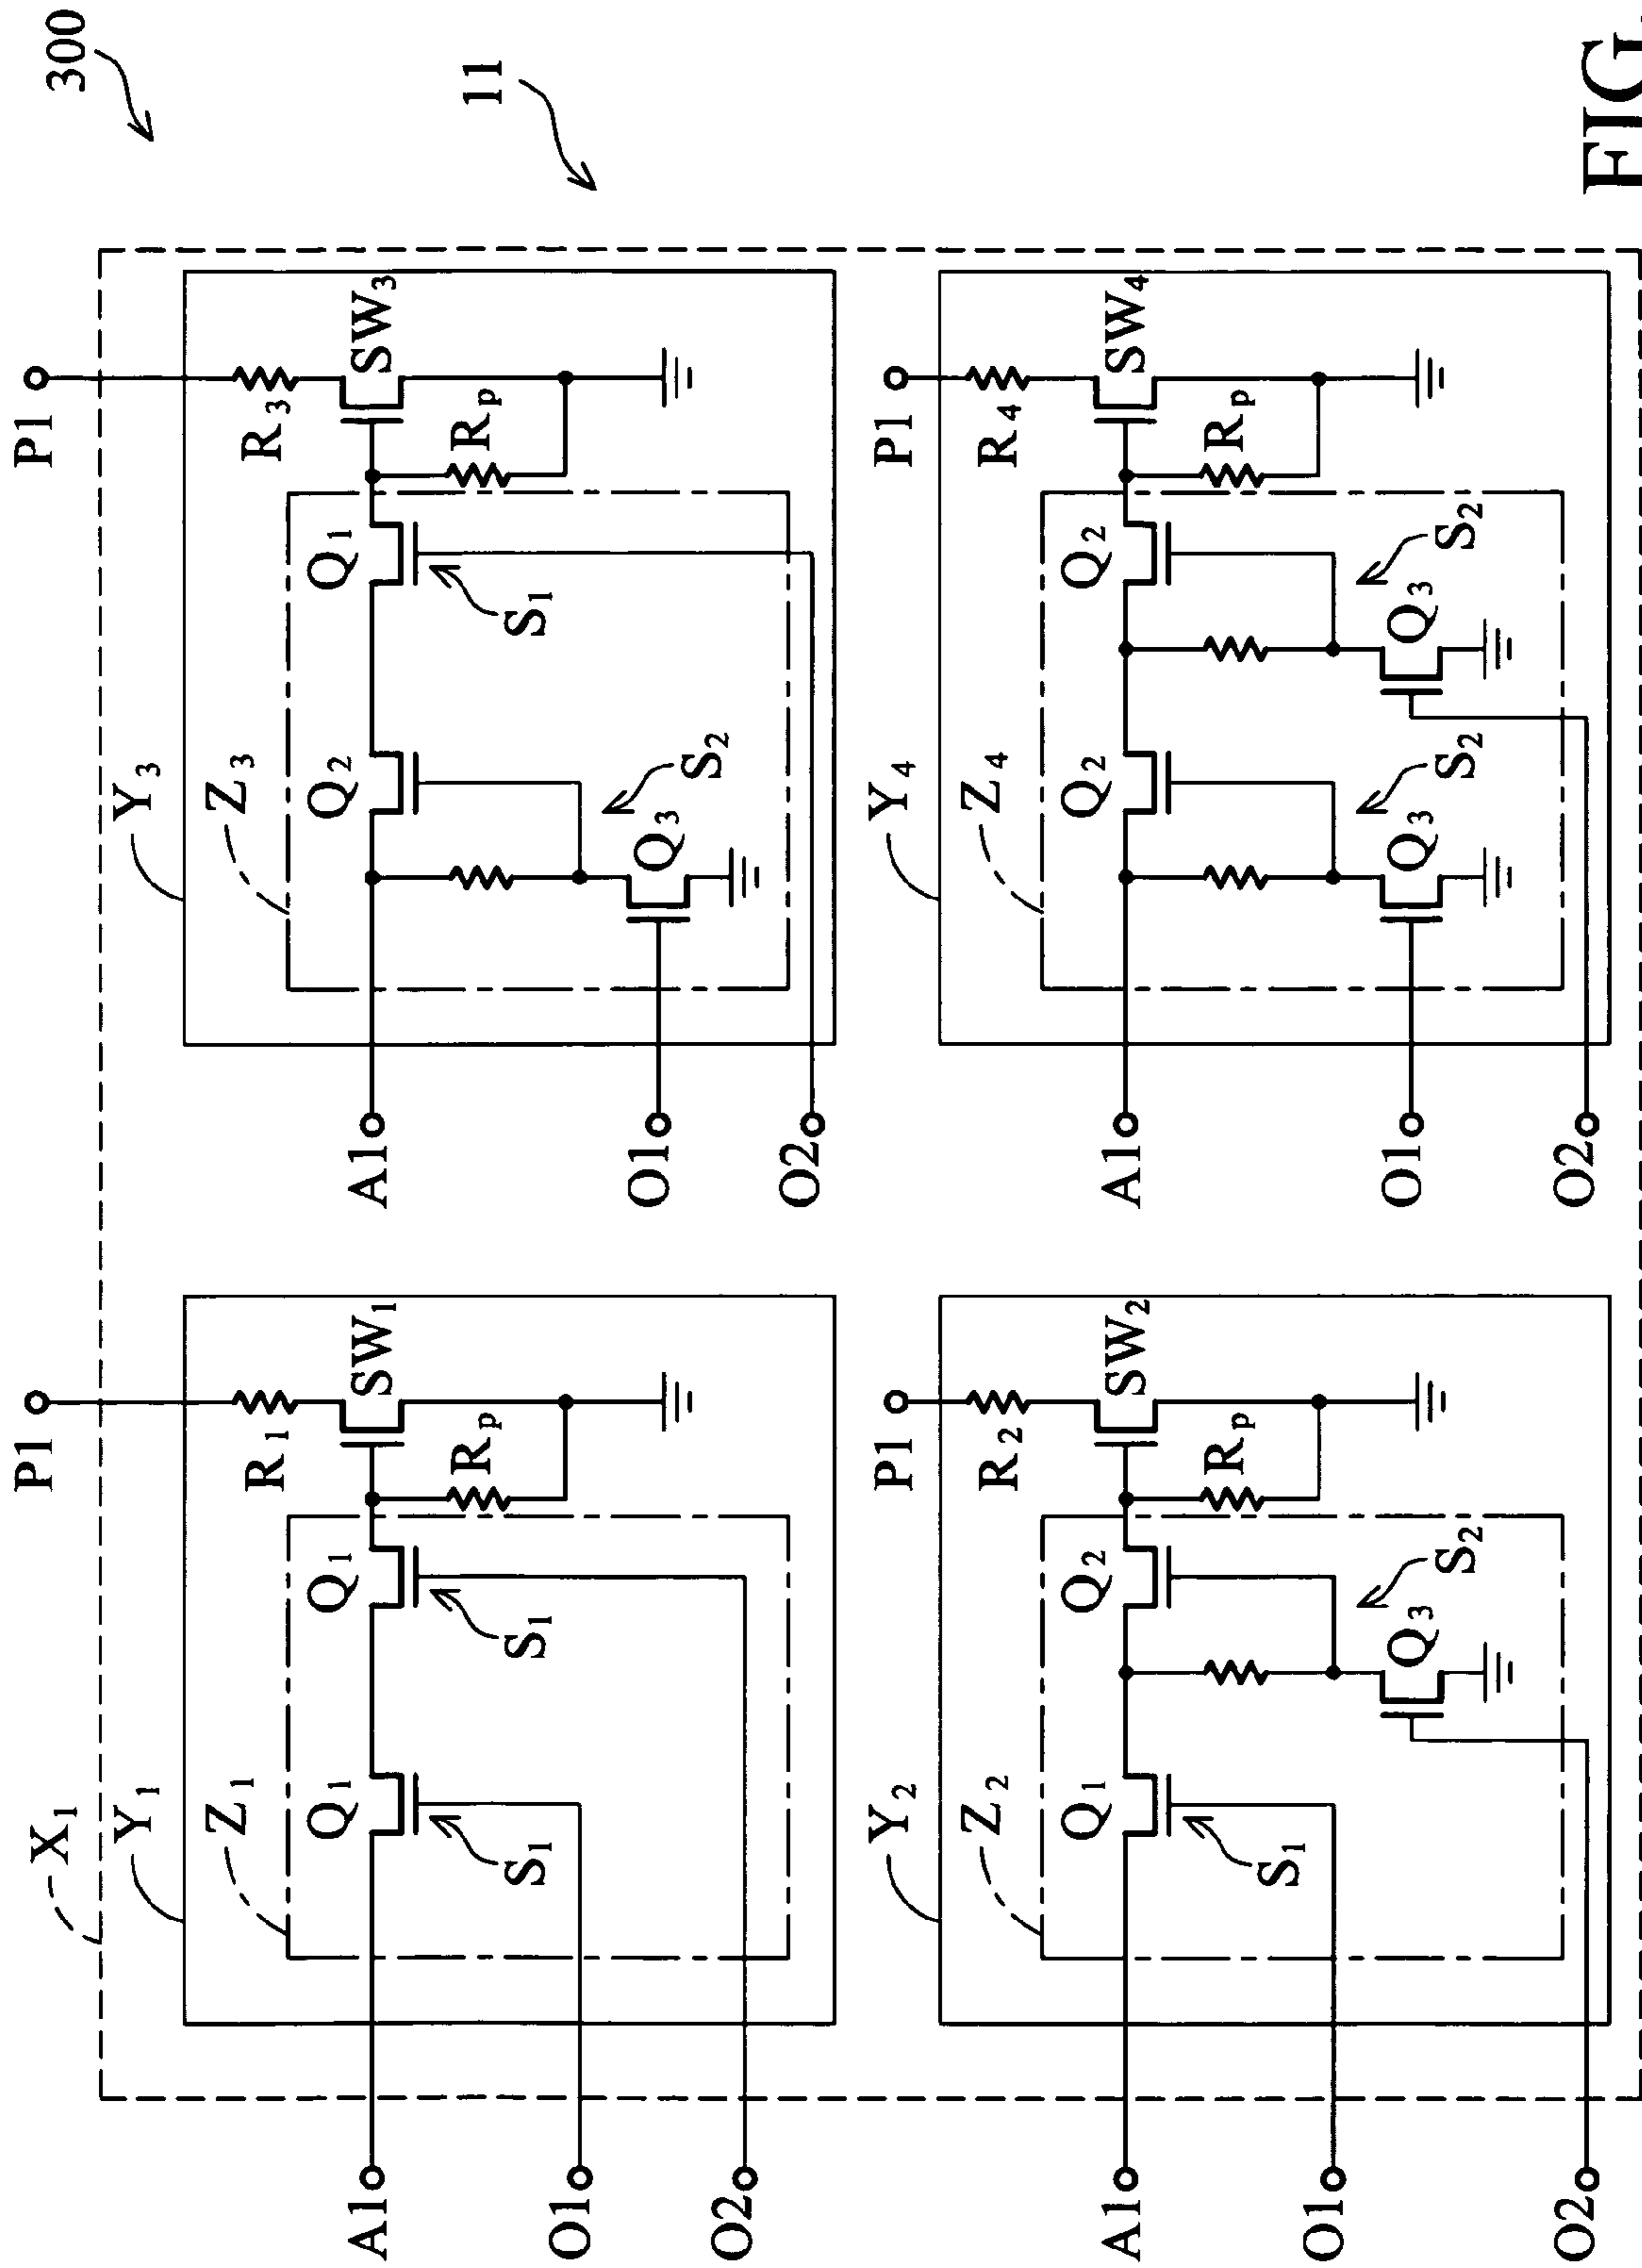 300
11
X1
P1
Y1
Z1
R1
Q1
Q1
SW1
A1
Rp
S1
S1
O1
O2
P1
Y3
Z3
R3
Q2
Q1
SW3
A1
Rp
S1
Q3
S2
O1
O2
P1
Y2
Z2
R2
Q1
Q2
SW2
A1
Rp
S1
O1
Q3
S2
O2
P1
Y4
Z4
R4
Q2
Q2
SW4
A1
Rp
Q3
S2
Q3
S2
O1
O2
FIG.